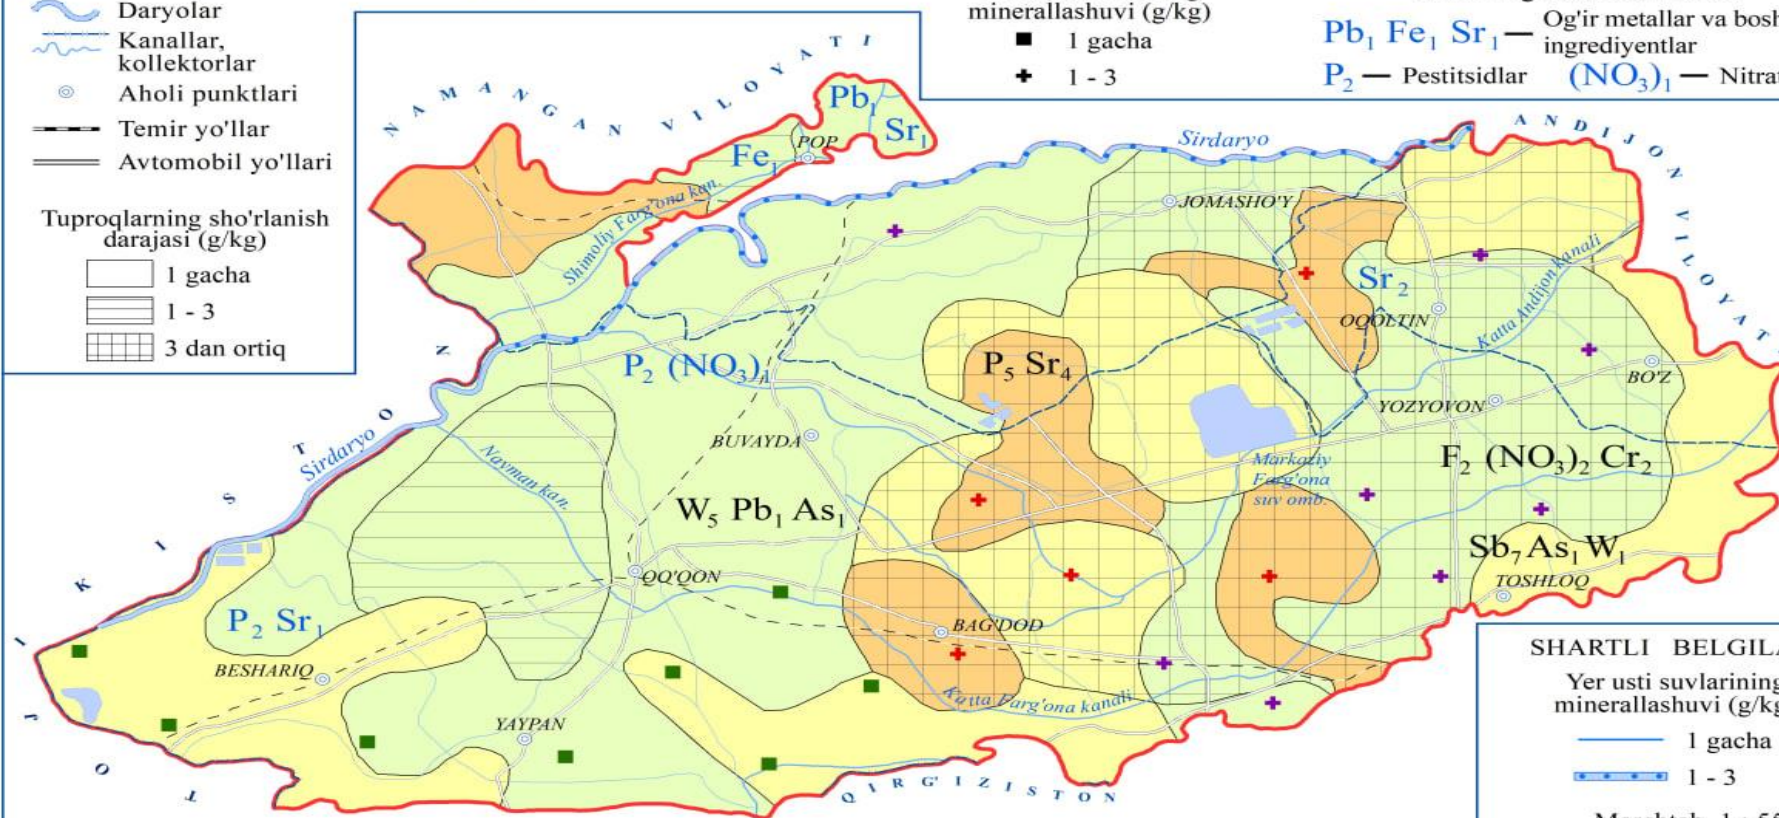 Daryolar
Kanallar,
kollektorlar
Aholi punktlari
Temir yo'llar
Avtomobil yo'llari
Tuproqlarning sho'rlanish
darajasi (g/kg)
1 gacha
1 - 3
3 dan ortiq
minerallashuvi (g/kg)
1 gacha
1 - 3
Pb₁ Fe₁ Sr₁ — Og'ir metallar va bosh
ingrediyentlar
P₂ — Pestitsidlar (NO₃)₁ — Nitra
NAMANGAN VILOYATI
ANDIJON VILOYAT
TOJIKISTON
QIRG'IZISTON
Pb₁
Sr₁
Fe₁
POP
Shimoliy Farg'ona kan.
Sirdaryo
JOMASHO'Y
Sr₂
OQOLTIN
Katta Andijon kanali
P₂ (NO₃)₁
P₅ Sr₄
BO'Z
YOZYOVON
BUVAYDA
Sirdaryo
Navman kan.
Markaziy
Farg'ona
suv omb.
F₂ (NO₃)₂ Cr₂
W₅ Pb₁ As₁
Sb₇ As₁ W₁
QO'QON
TOSHLOQ
P₂ Sr₁
BAG'DOD
BESHARIQ
Katta Farg'ona kanali
YAYPAN
SHARTLI BELGILA
Yer usti suvlarining
minerallashuvi (g/kg
1 gacha
1 - 3